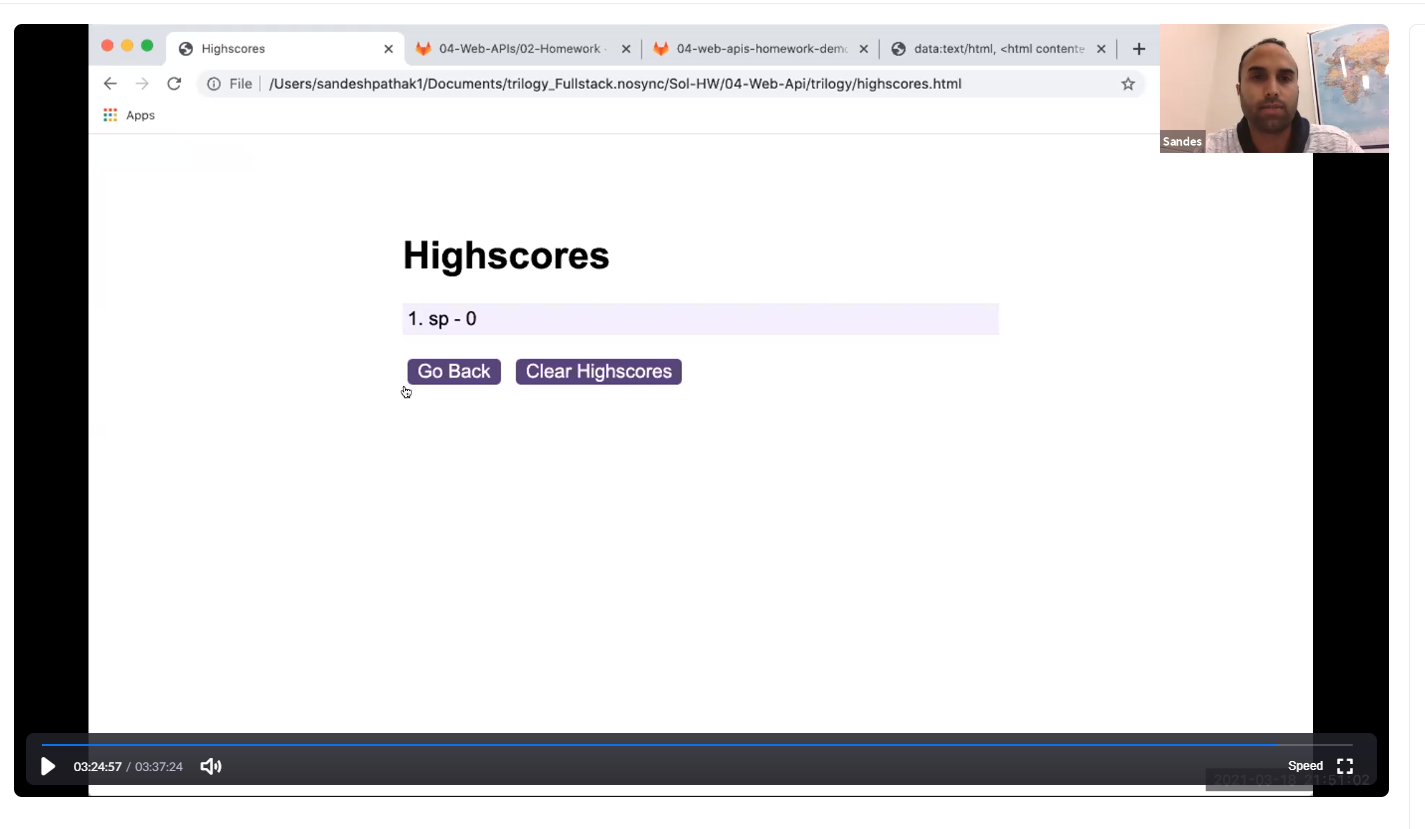 Highscores
04-Web-APIs/02-Homework ·
04-web-apis-homework-demo
data:text/html, <html contente
File
/Users/sandeshpathak1/Documents/trilogy_Fullstack.nosync/Sol-HW/04-Web-Api/trilogy/highscores.html
Apps
Sandes
Highscores
1. sp - 0
Go Back
Clear Highscores
03:24:57 / 03:37:24
Speed
2021-03-18 21:51:02